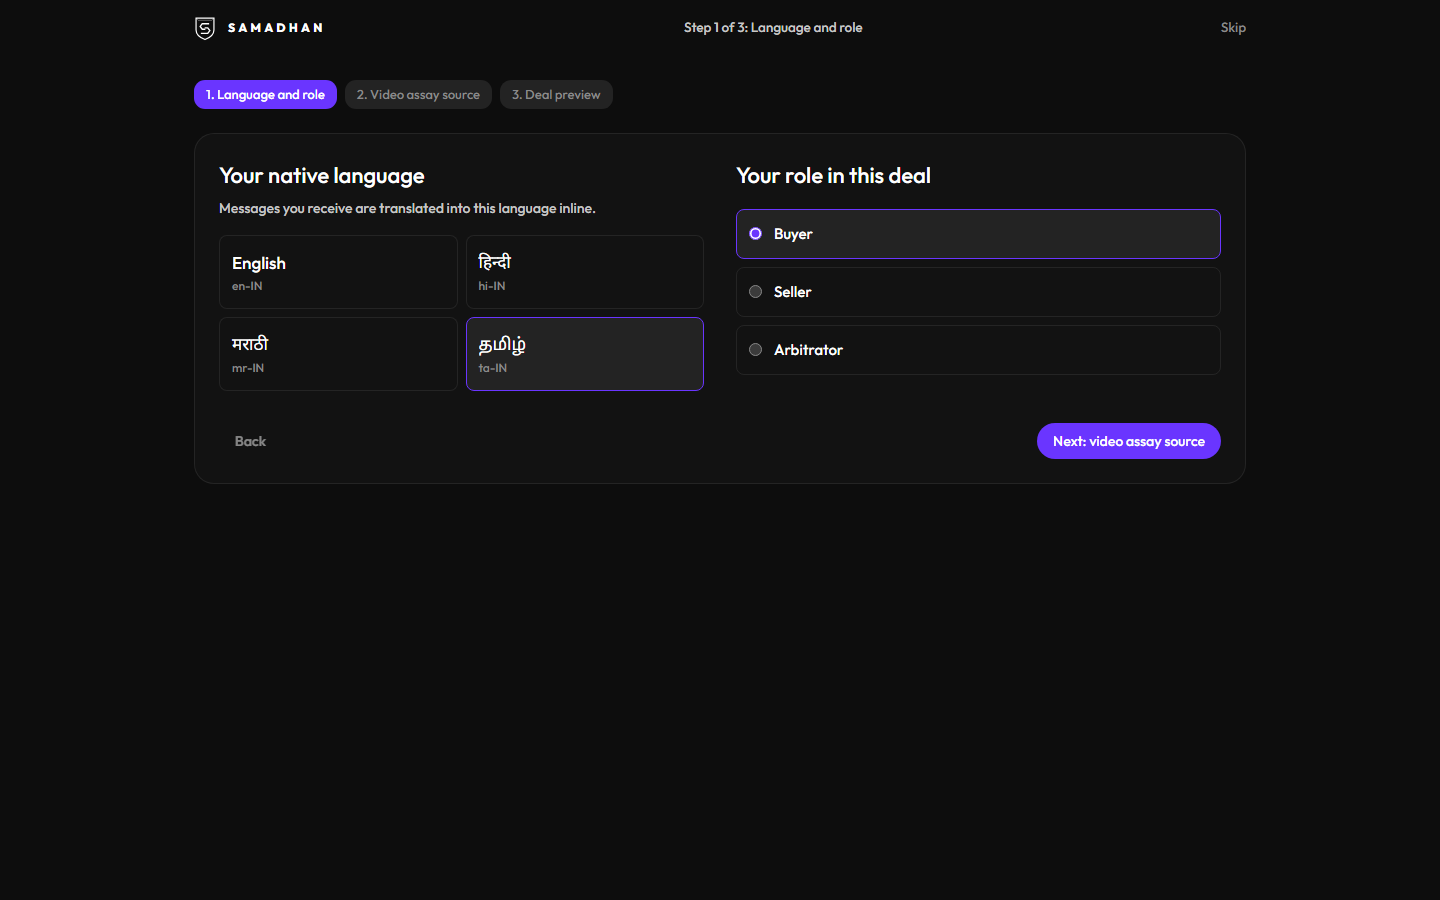 SAMADHAN
Step 1 of 3: Language and role
Skip
1. Language and role
2. Video assay source
3. Deal preview
Your native language
Messages you receive are translated into this language inline.
English
en-IN
हिन्दी
hi-IN
मराठी
mr-IN
தமிழ்
ta-IN
Your role in this deal
Buyer
Seller
Arbitrator
Back
Next: video assay source